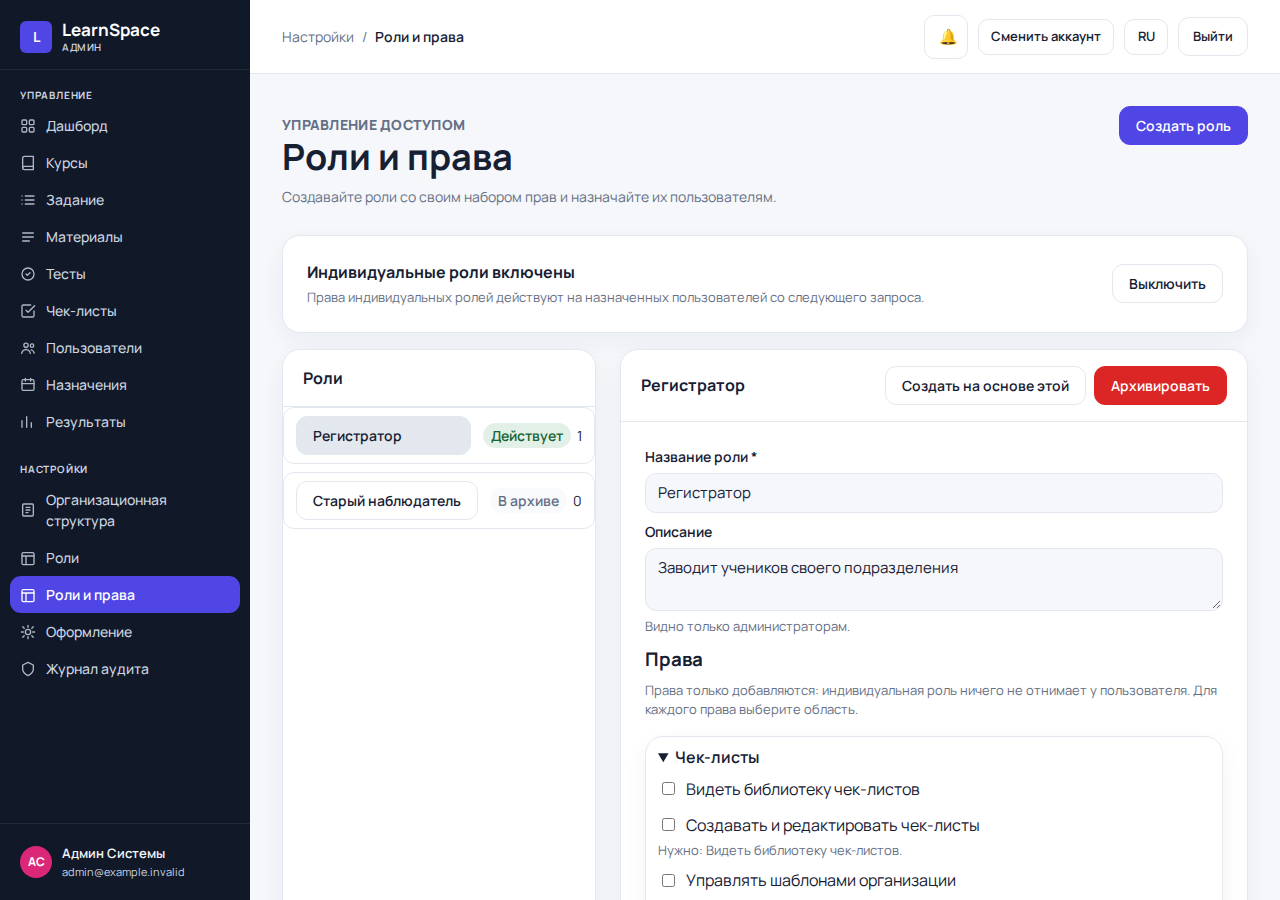 L
LearnSpace
АДМИН
УПРАВЛЕНИЕ
Дашборд
Курсы
Задание
Материалы
Тесты
Чек-листы
Пользователи
Назначения
Результаты
НАСТРОЙКИ
Организационная
структура
Роли
Роли и права
Оформление
Журнал аудита
АС
Админ Системы
admin@example.invalid
Настройки / Роли и права
Сменить аккаунт
RU
Выйти
УПРАВЛЕНИЕ ДОСТУПОМ
Роли и права
Создавайте роли со своим набором прав и назначайте их пользователям.
Создать роль
Индивидуальные роли включены
Права индивидуальных ролей действуют на назначенных пользователей со следующего запроса.
Выключить
Роли
Регистратор Действует 1
Старый наблюдатель В архиве 0
Регистратор
Создать на основе этой
Архивировать
Название роли *
Регистратор
Описание
Заводит учеников своего подразделения
Видно только администраторам.
Права
Права только добавляются: индивидуальная роль ничего не отнимает у пользователя. Для
каждого права выберите область.
▼ Чек-листы
Видеть библиотеку чек-листов
Создавать и редактировать чек-листы
Нужно: Видеть библиотеку чек-листов.
Управлять шаблонами организации